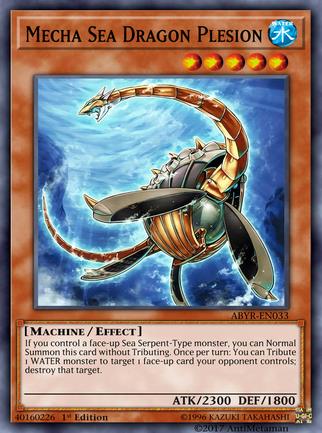 Mecha Sea Dragon Plesion
WATER
水
ABYR-EN033
[Machine / Effect]
If you control a face-up Sea Serpent-Type monster, you can Normal
Summon this card without Tributing. Once per turn: You can Tribute
1 WATER monster to target 1 face-up card your opponent controls;
destroy that target.
ATK/2300 DEF/1800
40160226 1st Edition ©1996 KAZUKI TAKAHASHI
©2017 AntiMetaman